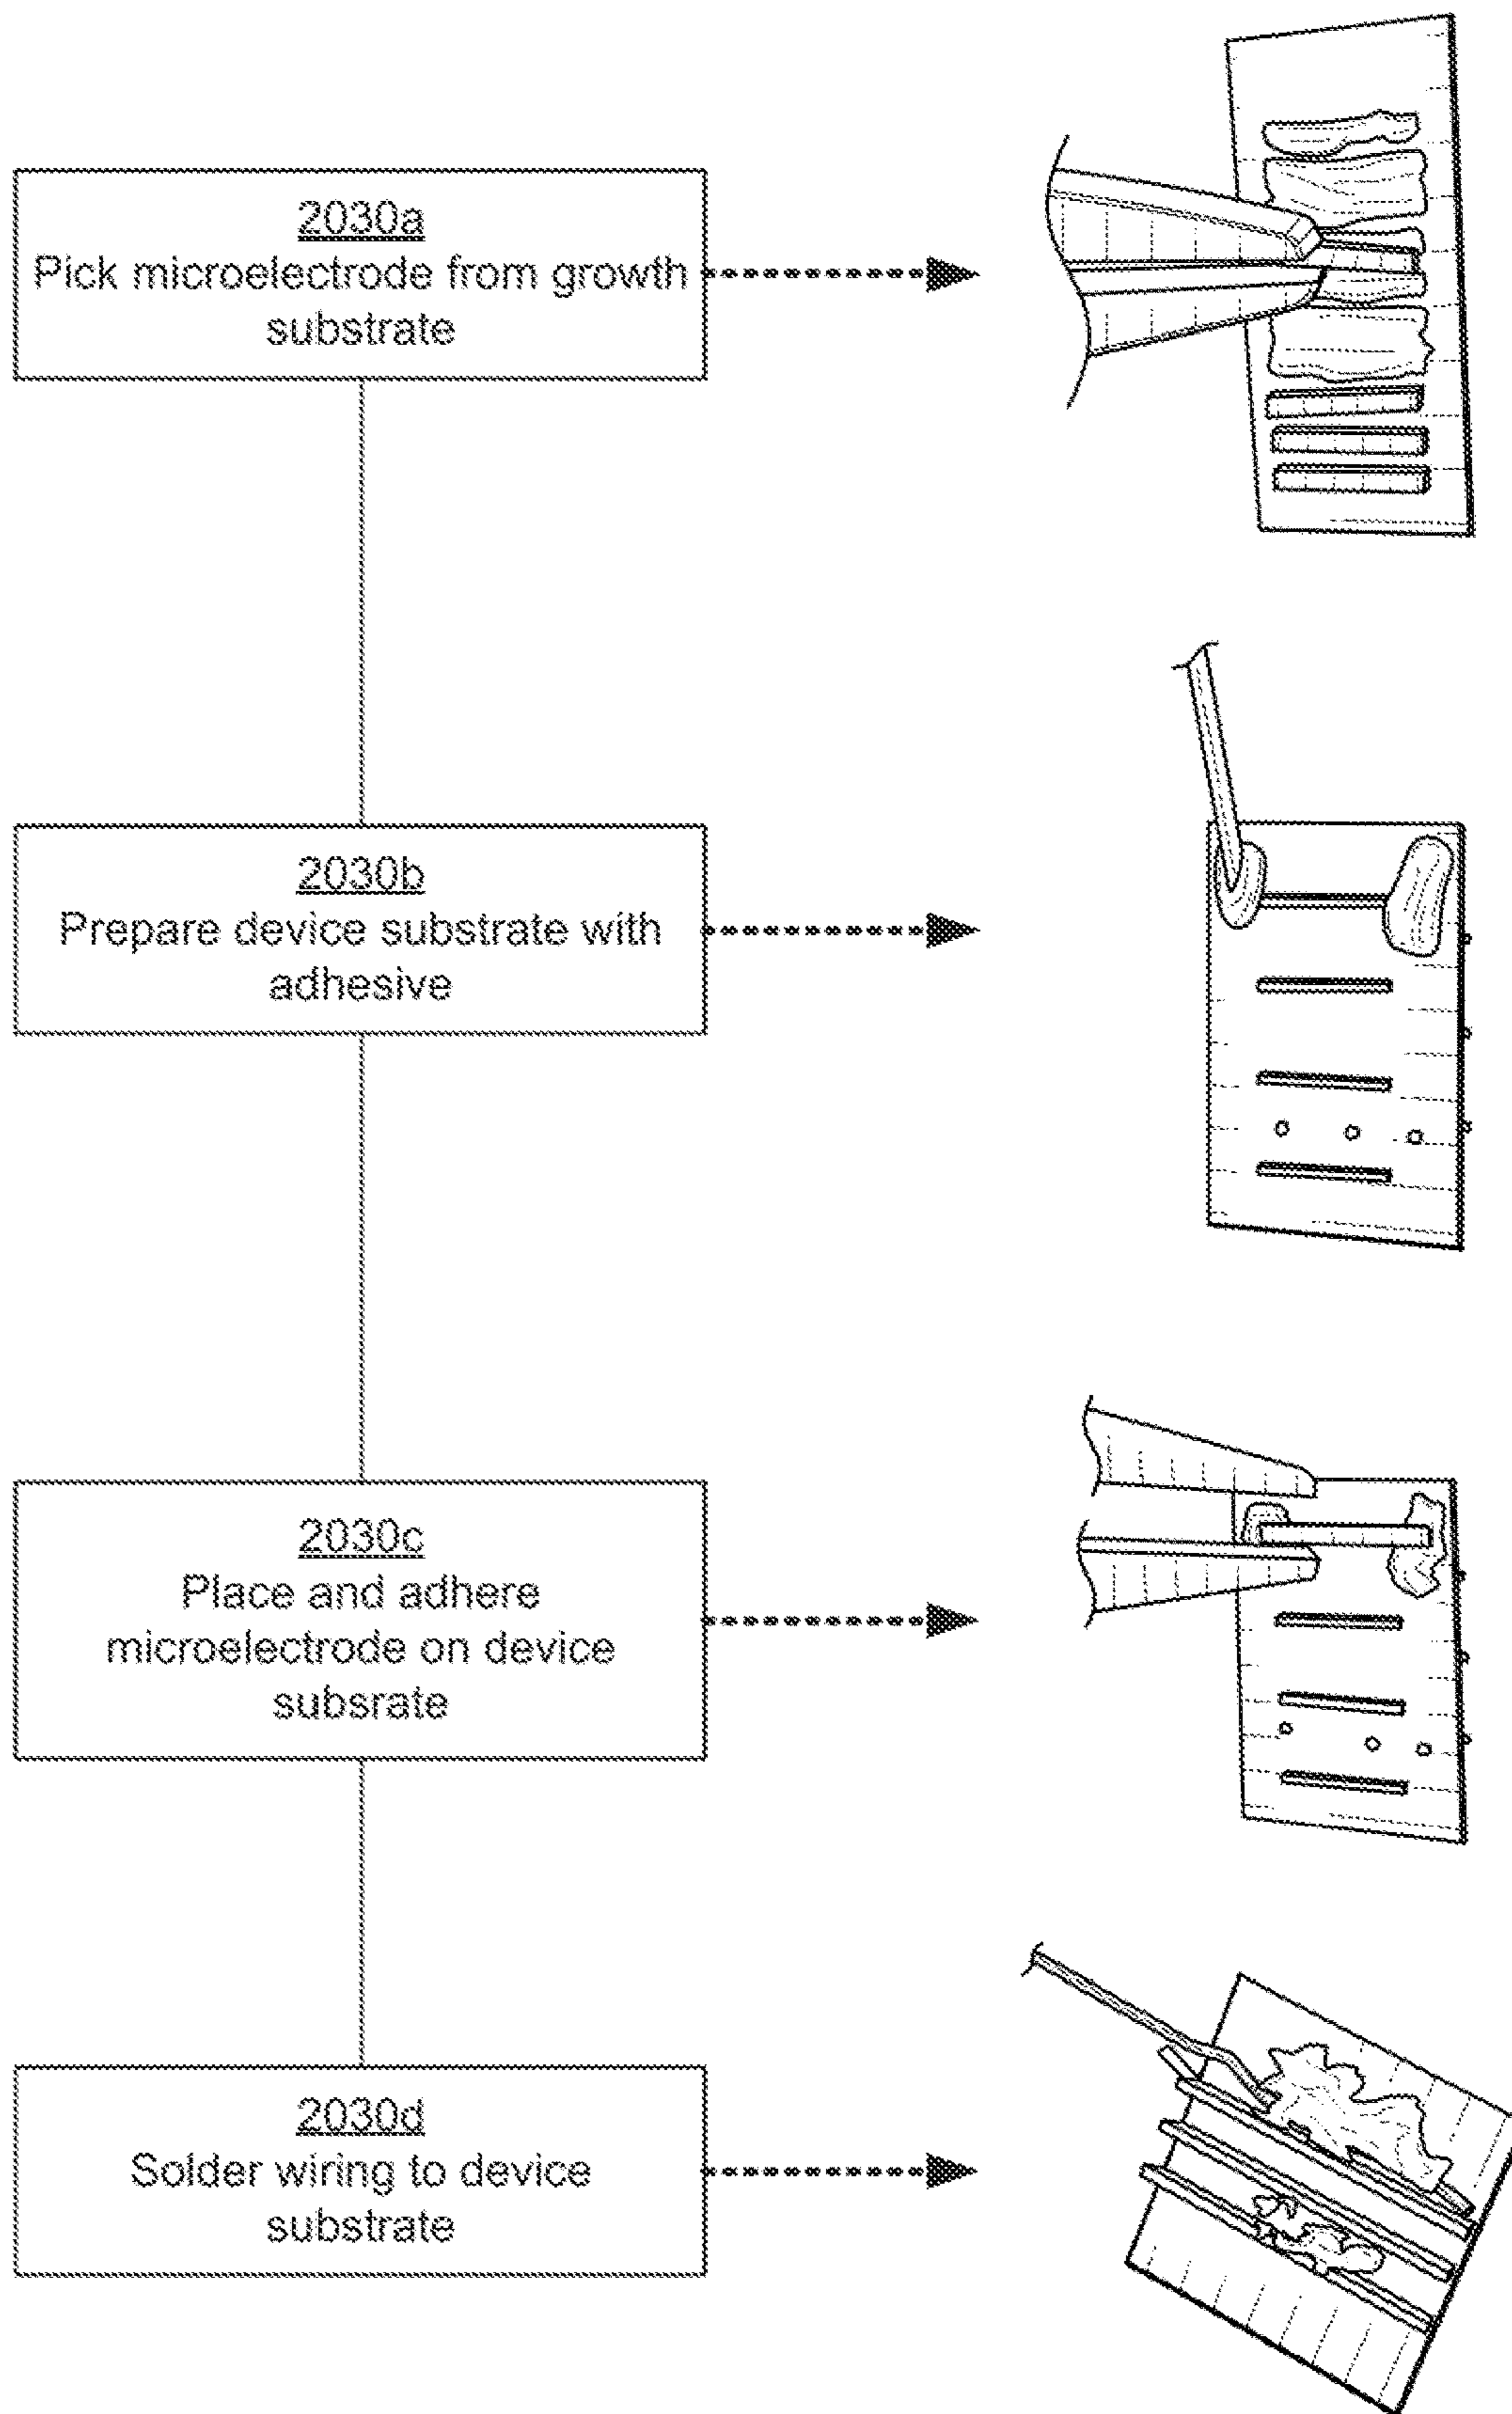 2030a
Pick microelectrode from growth
substrate
2030b
Prepare device substrate with
adhesive
2030c
Place and adhere
microelectrode on device
subsrate
2030d
Solder wiring to device
substrate